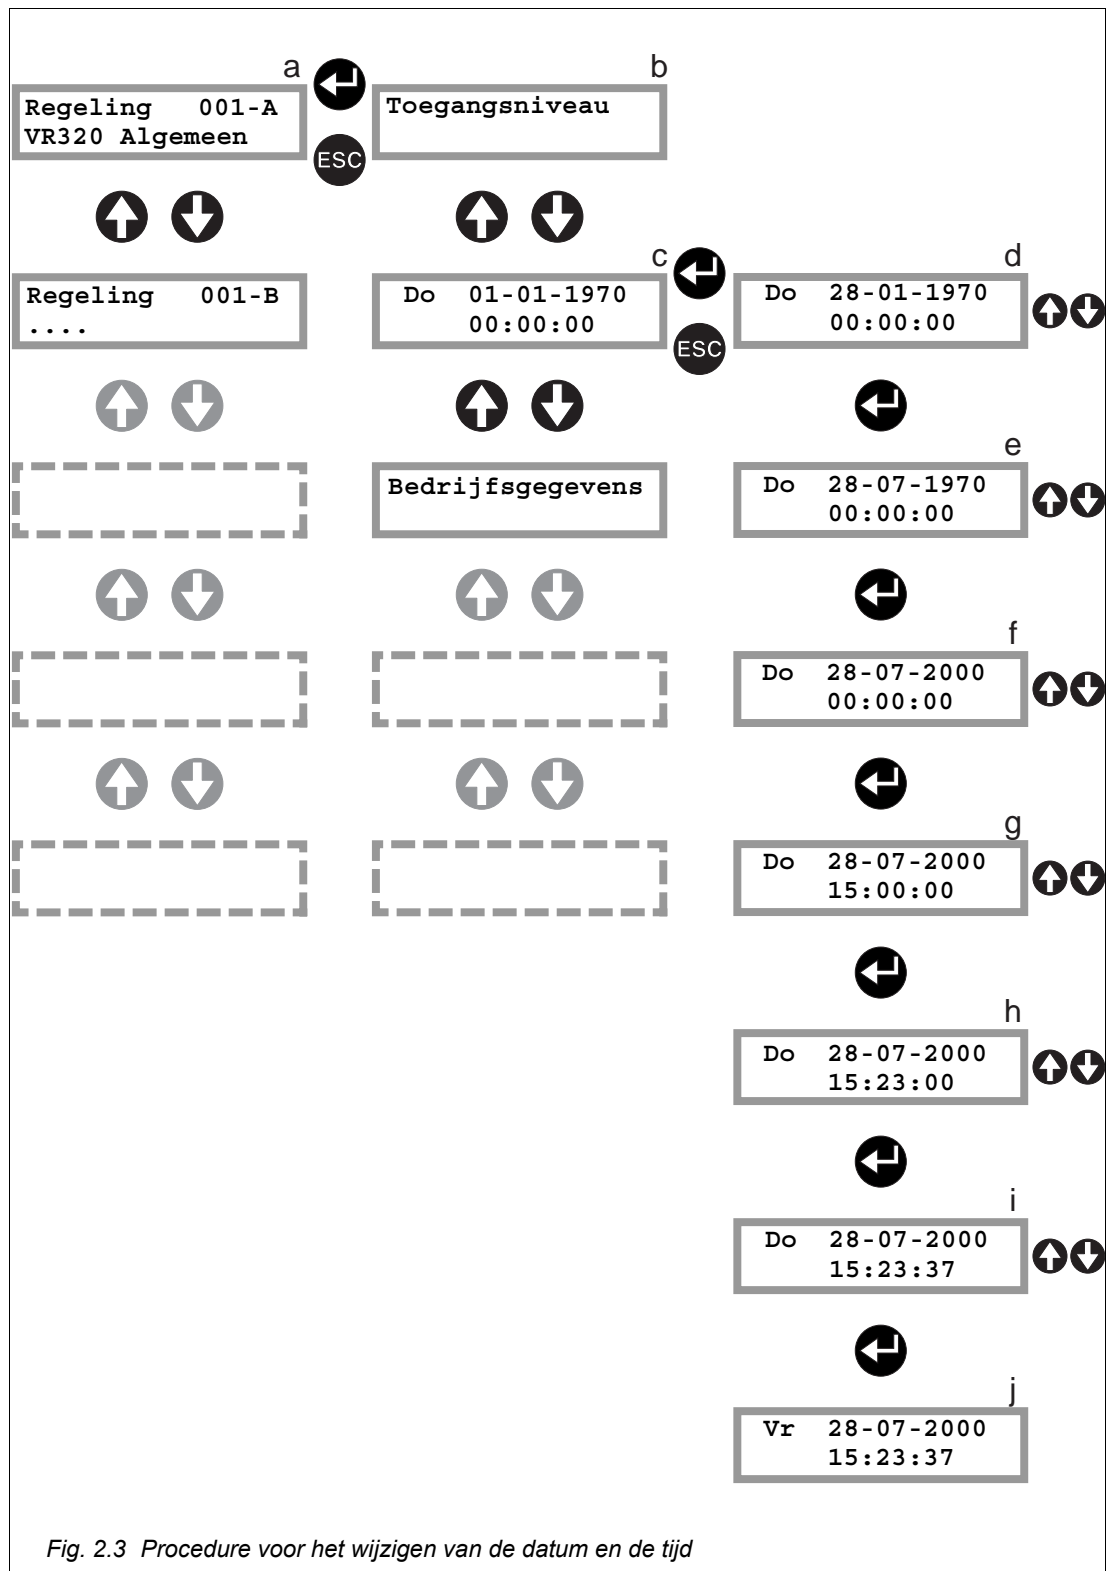 a
b
Regeling 001-A
VR320 Algemeen
ESC
Toegangsniveau
c
d
Regeling 001-B
....
Do 01-01-1970
00:00:00
ESC
Do 28-01-1970
00:00:00
e
Bedrijfsgegevens
Do 28-07-1970
00:00:00
f
Do 28-07-2000
00:00:00
g
Do 28-07-2000
15:00:00
h
Do 28-07-2000
15:23:00
i
Do 28-07-2000
15:23:37
j
Vr 28-07-2000
15:23:37
Fig. 2.3 Procedure voor het wijzigen van de datum en de tijd